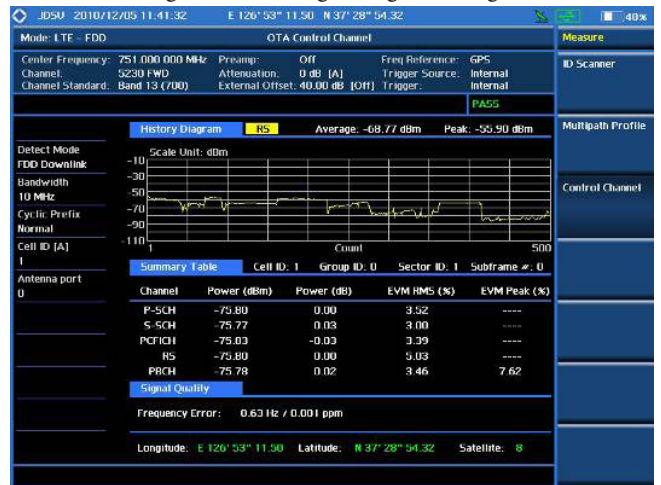 JDSU 2010/12/05 11:41:32 E 126° 53" 11.50 N 37° 28" 54.32 40%
Mode: LTE - FDD OTA Control Channel Measure
Center Frequency: 751.000 000 MHz Preamp: Off Freq Reference: GPS
Channel: 5230 FWD Attenuation: 0 dB [A] Trigger Source: Internal
Channel Standard: Band 13 (700) External Offset: 40.00 dB [Off] Trigger: Internal
PASS
ID Scanner
Multipath Profile
Control Channel
History Diagram RS Average: -68.77 dBm Peak: -55.90 dBm
Detect Mode
FDD Downlink
Bandwidth
10 MHz
Cyclic Prefix
Normal
Cell ID [A]
1
Antenna port
0
Scale Unit: dBm
-10
-30
-50
-70
-90
-110
1 Count 500
Summary Table Cell ID: 1 Group ID: 0 Sector ID: 1 Subframe #: 0
Channel Power (dBm) Power (dB) EVM RMS (%) EVM Peak (%)
P-SCH -75.80 0.00 3.52 ----
S-SCH -75.77 0.03 3.00 ----
PCFICH -75.83 -0.03 3.39 ----
RS -75.80 0.00 5.03 ----
PBCH -75.78 0.02 3.46 7.62
Signal Quality
Frequency Error: 0.63 Hz / 0.001 ppm
Longitude: E 126° 53" 11.50 Latitude: N 37° 28" 54.32 Satellite: 8